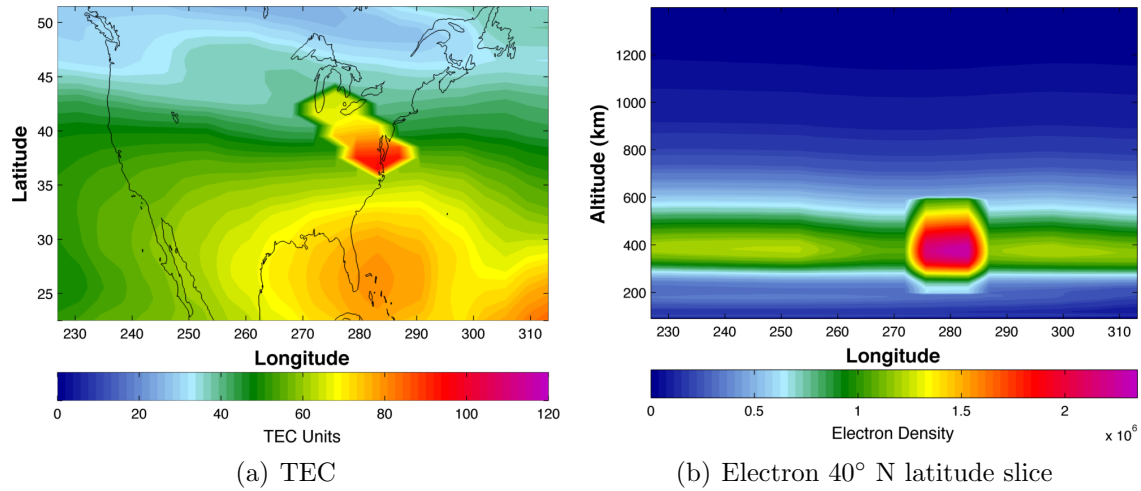 50
45
40
35
30
25
Latitude
230 240 250 260 270 280 290 300 310
Longitude
0 20 40 60 80 100 120
TEC Units
(a) TEC
1400
1200
1000
800
600
400
200
Altitude (km)
230 240 250 260 270 280 290 300 310
Longitude
0 0.5 1 1.5 2
Electron Density
x 10⁶
(b) Electron 40° N latitude slice